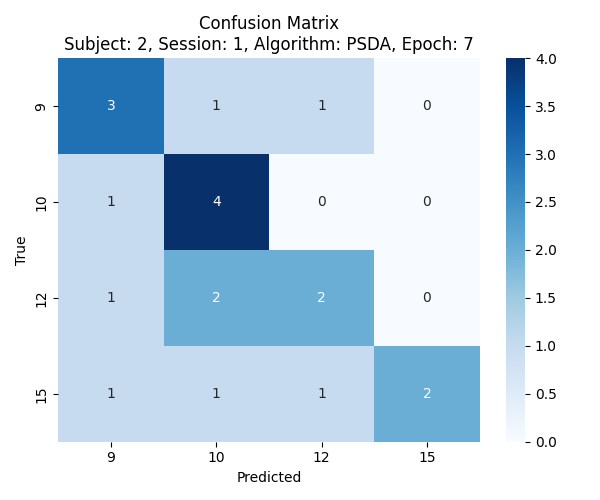 Confusion Matrix
Subject: 2, Session: 1, Algorithm: PSDA, Epoch: 7
True
9 3 1 1 0
10 1 4 0 0
12 1 2 2 0
15 1 1 1 2
9 10 12 15
Predicted
4.0
3.5
3.0
2.5
2.0
1.5
1.0
0.5
0.0